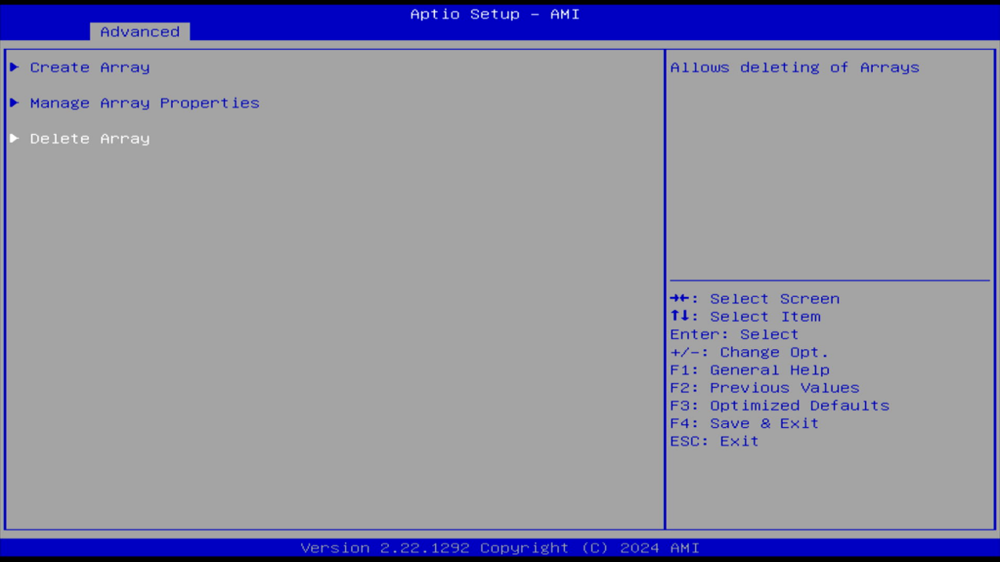 Aptio Setup - AMI
Advanced
Create Array
Manage Array Properties
Delete Array
Allows deleting of Arrays
→←: Select Screen
↑↓: Select Item
Enter: Select
+/-: Change Opt.
F1: General Help
F2: Previous Values
F3: Optimized Defaults
F4: Save & Exit
ESC: Exit
Version 2.22.1292 Copyright (C) 2024 AMI